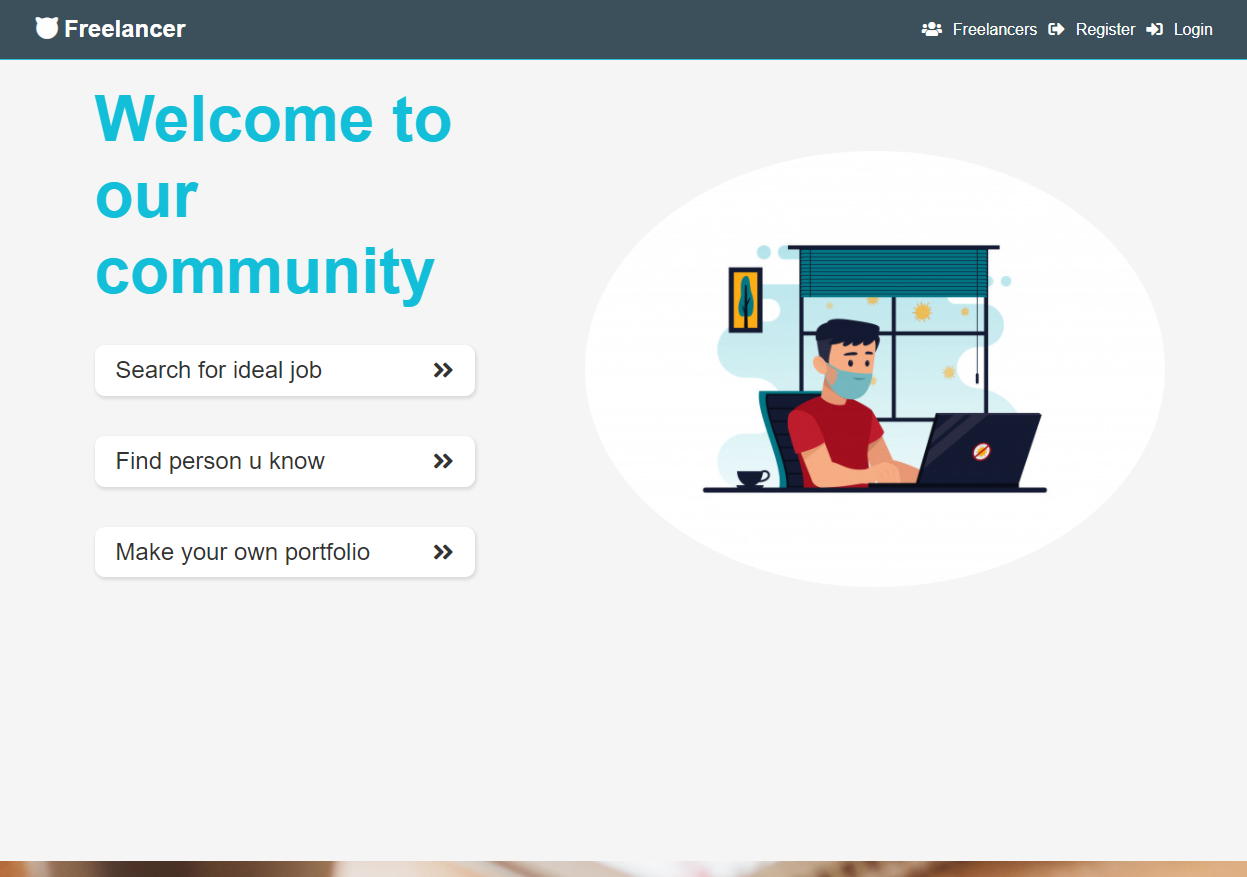 Freelancer
Freelancers Register Login
Welcome to
our
community
Search for ideal job
Find person u know
Make your own portfolio